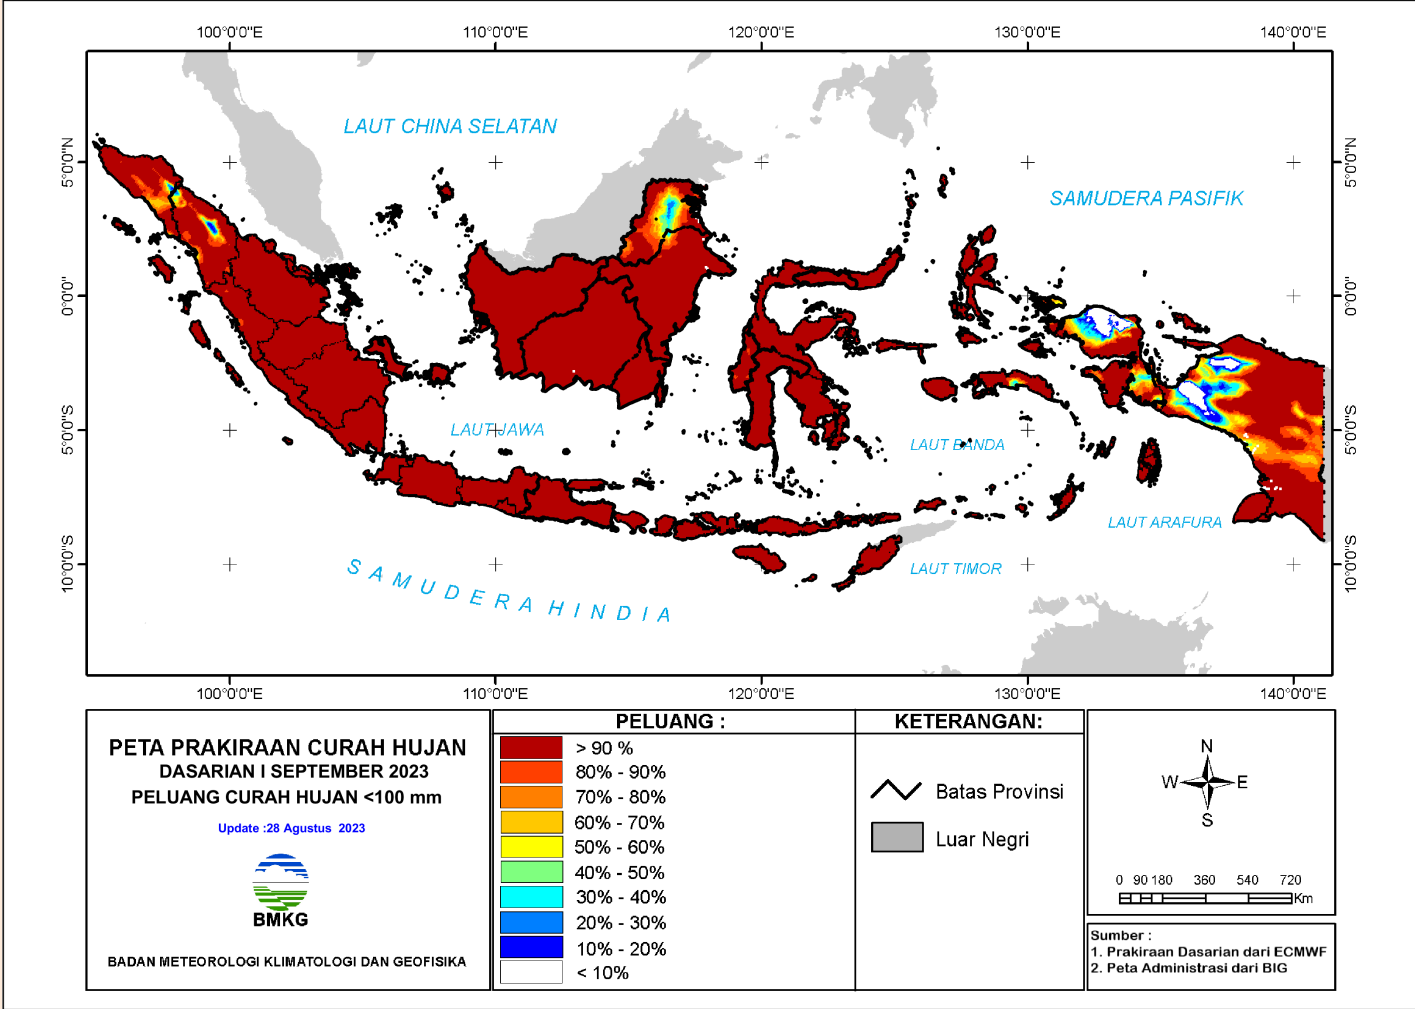 100°0'0"E 110°0'0"E 120°0'0"E 130°0'0"E 140°0'0"E
5°0'0"N
0°0'0"
5°0'0"S
10°0'0"S
LAUT CHINA SELATAN
SAMUDERA PASIFIK
LAUT JAWA
LAUT BANDA
LAUT ARAFURA
LAUT TIMOR
SAMUDERA HINDIA
5°0'0"N
0°0'0"
5°0'0"S
10°0'0"S
100°0'0"E 110°0'0"E 120°0'0"E 130°0'0"E 140°0'0"E
PETA PRAKIRAAN CURAH HUJAN
DASARIAN I SEPTEMBER 2023
PELUANG CURAH HUJAN <100 mm
Update :28 Agustus 2023
BMKG
BADAN METEOROLOGI KLIMATOLOGI DAN GEOFISIKA
PELUANG :
> 90 %
80% - 90%
70% - 80%
60% - 70%
50% - 60%
40% - 50%
30% - 40%
20% - 30%
10% - 20%
< 10%
KETERANGAN:
Batas Provinsi
Luar Negri
N
W E
S
0 90 180 360 540 720
Km
Sumber :
1. Prakiraan Dasarian dari ECMWF
2. Peta Administrasi dari BIG